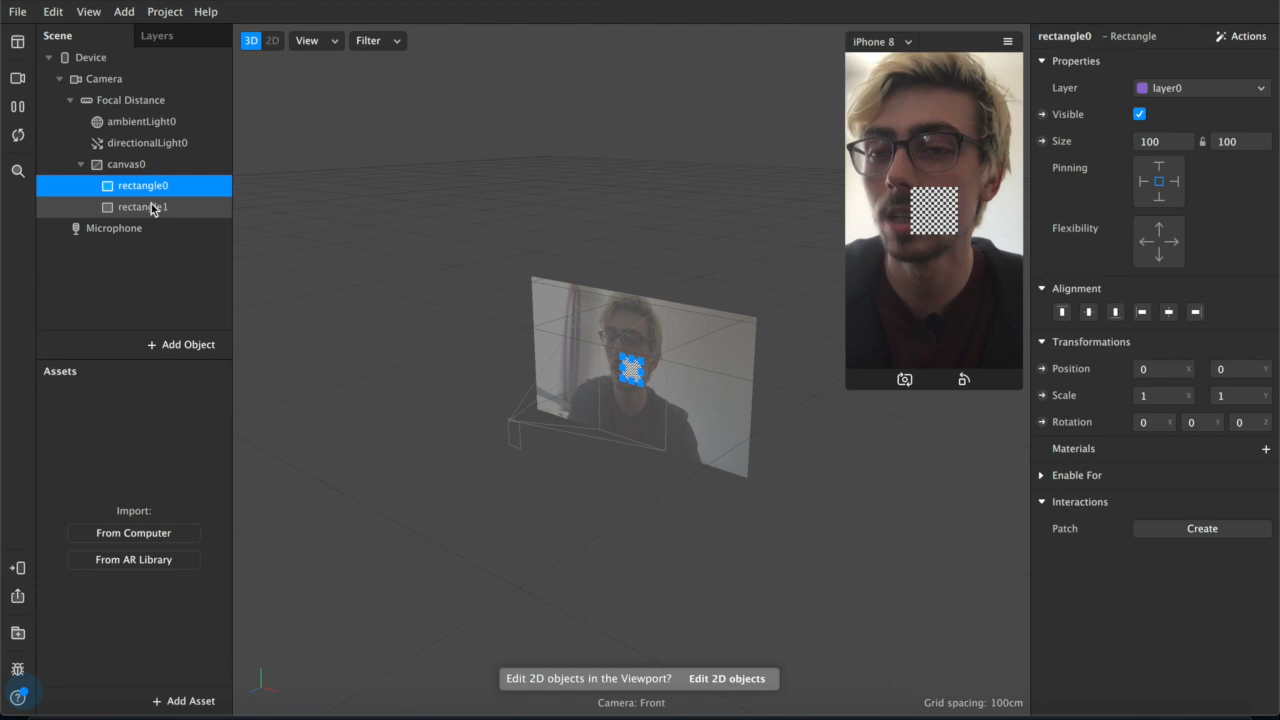 File Edit View Add Project Help
Scene Layers
Device
Camera
Focal Distance
ambientLight0
directionalLight0
canvas0
rectangle0
rectangle1
Microphone
+ Add Object
Assets
Import:
From Computer
From AR Library
+ Add Asset
3D 2D View Filter
iPhone 8
Edit 2D objects in the Viewport? Edit 2D objects
Camera: Front
Grid spacing: 100cm
rectangle0 - Rectangle Actions
Properties
Layer layer0
Visible
Size 100 100
Pinning
Flexibility
Alignment
Transformations
Position 0 X 0 Y
Scale 1 X 1 Y
Rotation 0 X 0 Y 0 Z
Materials +
Enable For
Interactions
Patch Create